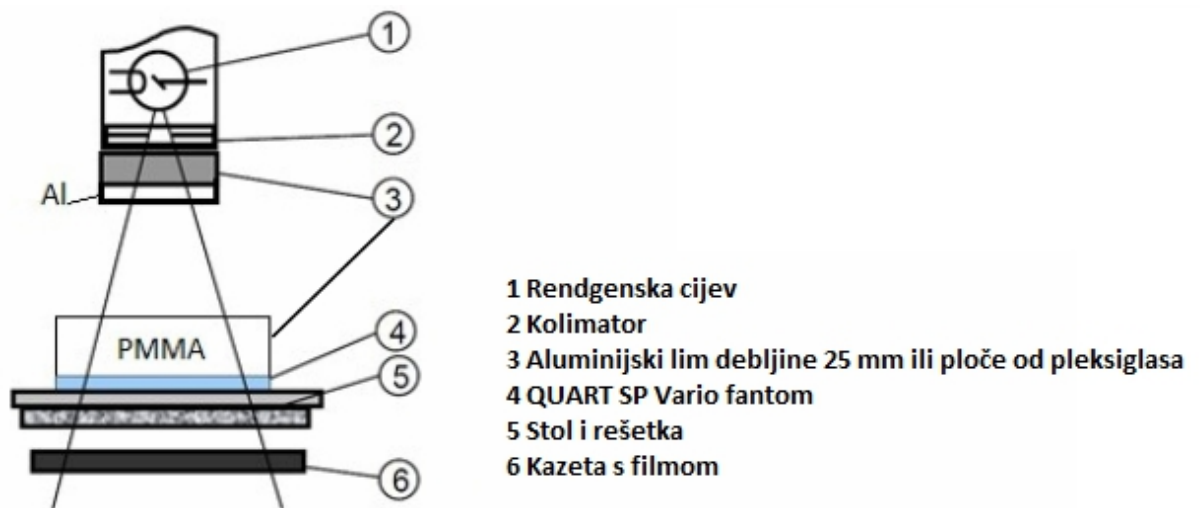 1
2
Al
3
PMMA
4
5
6
1 Rendgenska cijev
2 Kolimator
3 Aluminijski lim debljine 25 mm ili ploče od pleksiglasa
4 QUART SP Vario fantom
5 Stol i rešetka
6 Kazeta s filmom